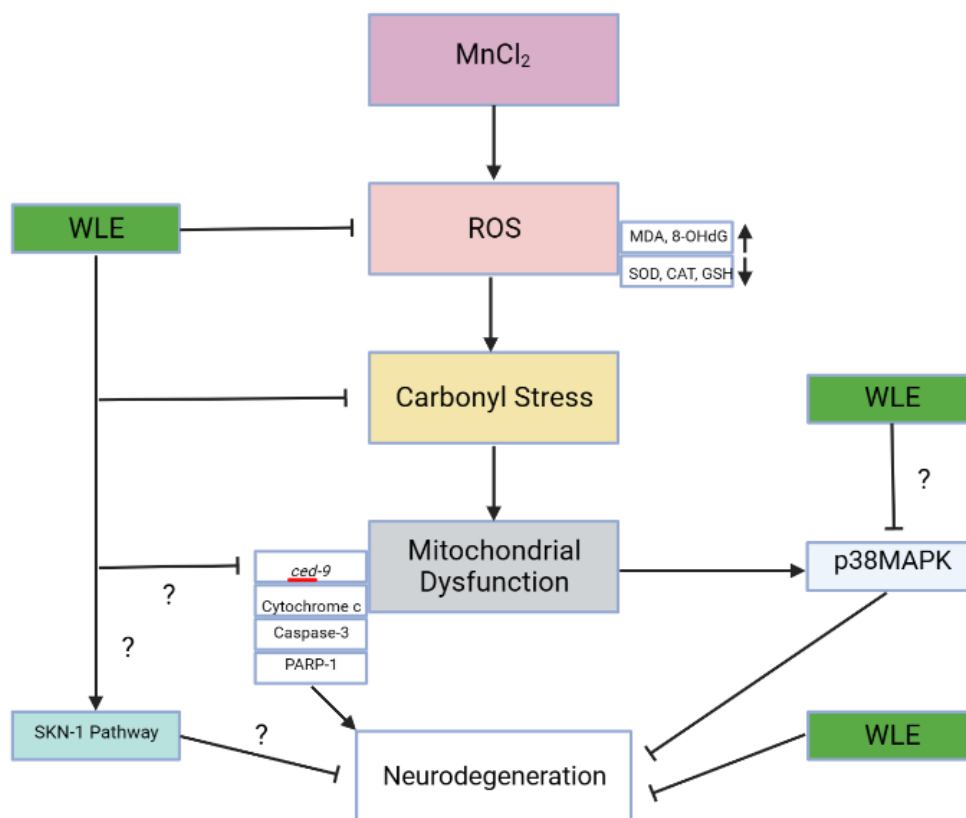 MnCl₂
WLE
ROS
MDA, 8-OHdG
SOD, CAT, GSH
Carbonyl Stress
WLE
?
Mitochondrial
Dysfunction
p38MAPK
ced-9
Cytochrome c
Caspase-3
PARP-1
?
?
SKN-1 Pathway
?
Neurodegeneration
WLE